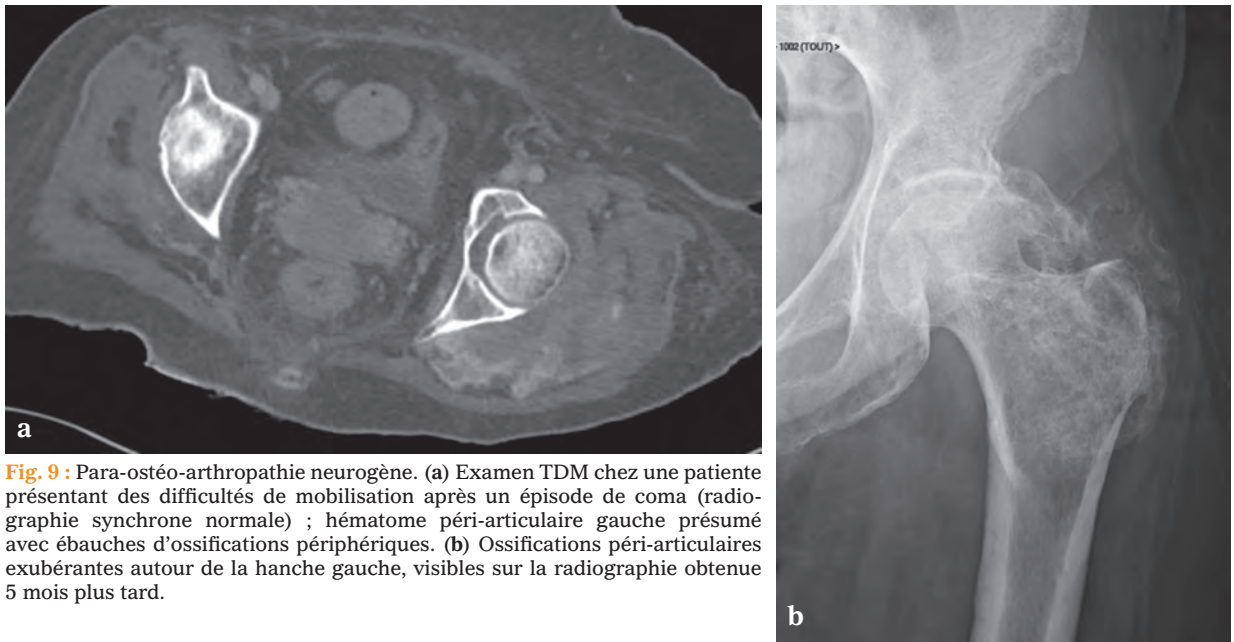 1002 (TOUT) >
a
Fig. 9 : Para-ostéo-arthropathie neurogène. (a) Examen TDM chez une patiente
présentant des difficultés de mobilisation après un épisode de coma (radio-
graphie synchrone normale) ; hématome péri-articulaire gauche présumé
avec ébauches d'ossifications périphériques. (b) Ossifications péri-articulaires
exubérantes autour de la hanche gauche, visibles sur la radiographie obtenue
5 mois plus tard.
b